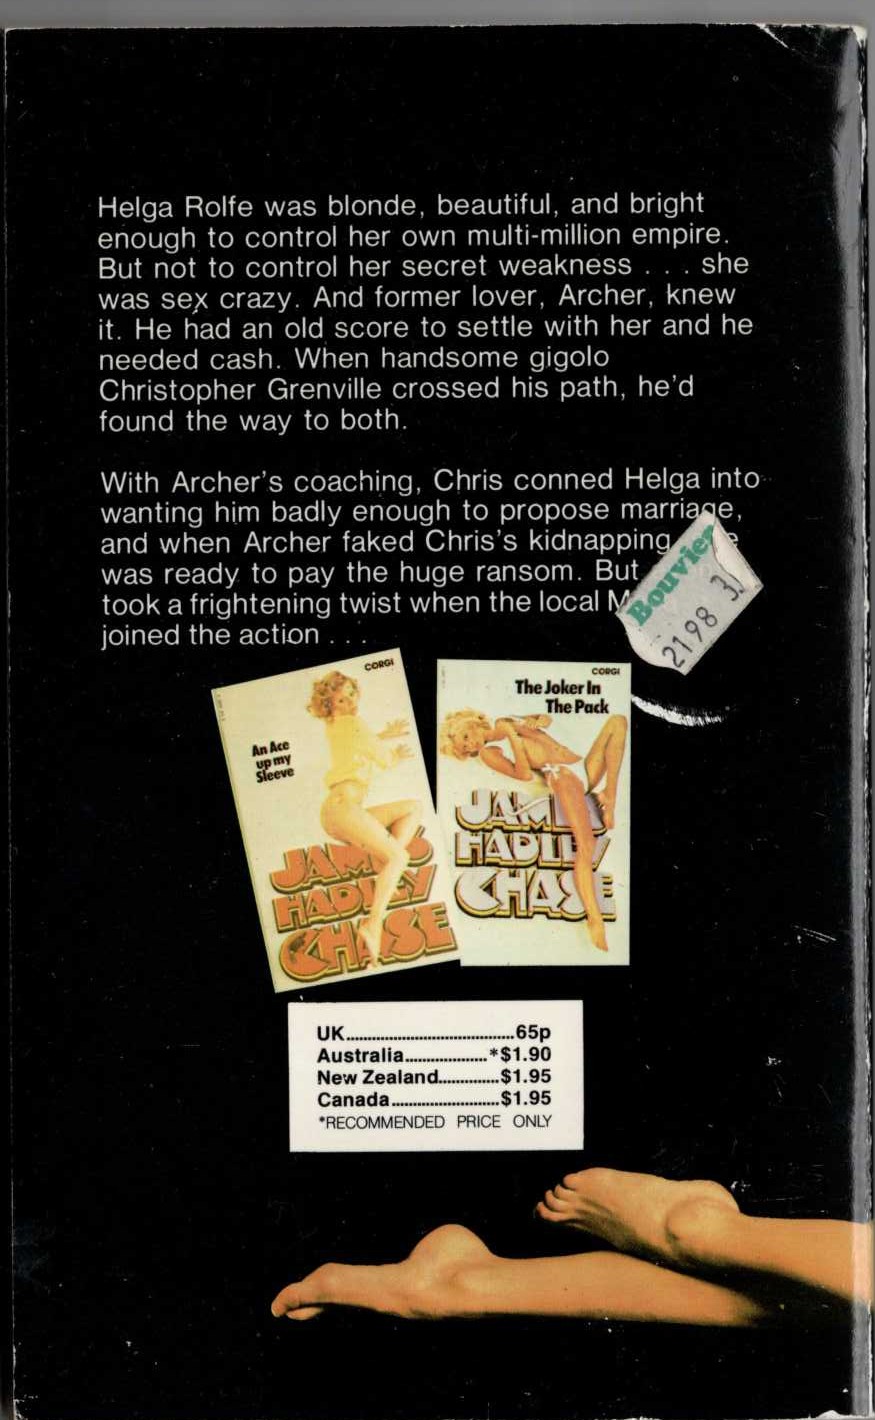 Helga Rolfe was blonde, beautiful, and bright
enough to control her own multi-million empire.
But not to control her secret weakness . . . she
was sex crazy. And former lover, Archer, knew
it. He had an old score to settle with her and he
needed cash. When handsome gigolo
Christopher Grenville crossed his path, he'd
found the way to both.
With Archer's coaching, Chris conned Helga into
wanting him badly enough to propose marriage,
and when Archer faked Chris's kidnapping
was ready to pay the huge ransom. But
took a frightening twist when the local
joined the action . . .
Bouvier
2198
CORGI
An Ace
up my
Sleeve
JAMES
HADLEY
CHASE
CORGI
The Joker In
The Pack
JAMES
HADLEY
CHASE
UK.......................................65p
Australia...................*$1.90
New Zealand..............$1.95
Canada.........................$1.95
*RECOMMENDED PRICE ONLY